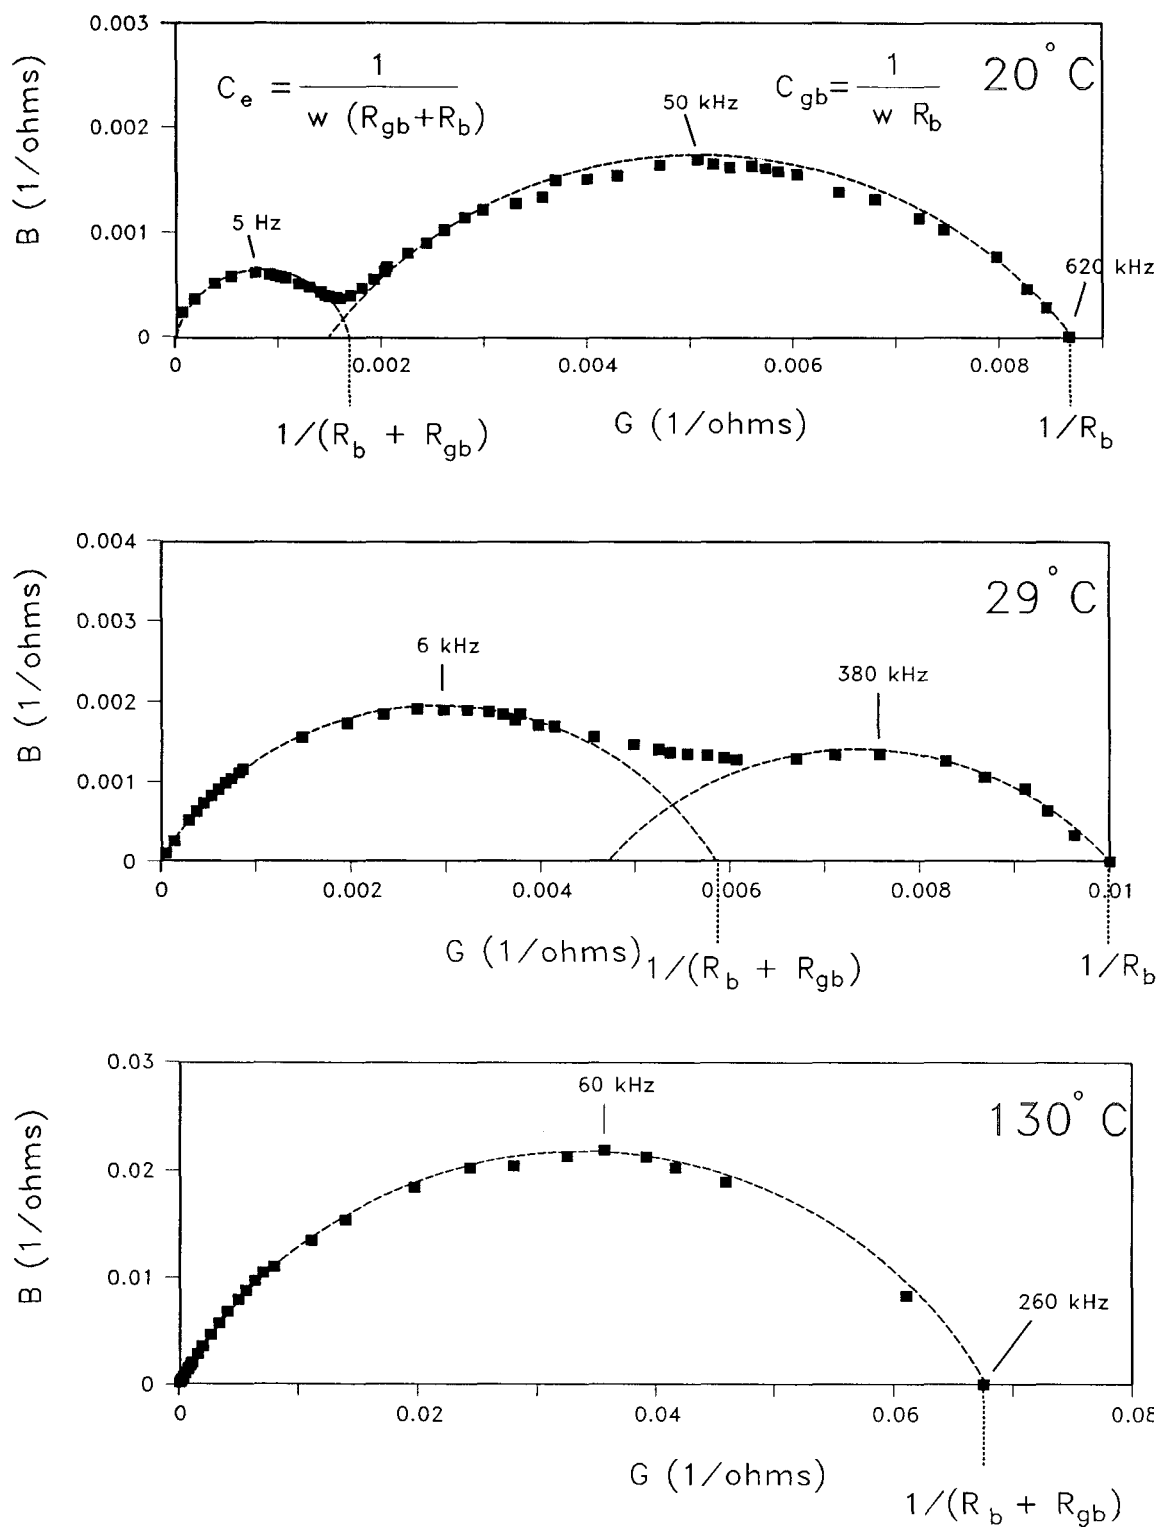 0.003
C_e = 1 / w (R_gb+R_b)
C_gb= 1 / w R_b
20°C
50 kHz
0.002
B (1/ohms)
5 Hz
0.001
620 kHz
0
0 0.002 0.004 0.006 0.008
1/(R_b + R_gb)
G (1/ohms)
1/R_b
0.004
29°C
B (1/ohms)
0.003
6 kHz
380 kHz
0.002
0.001
0
0 0.002 0.004 0.006 0.008 0.01
G (1/ohms)
1/(R_b + R_gb)
1/R_b
0.03
60 kHz
130°C
B (1/ohms)
0.02
0.01
260 kHz
0
0 0.02 0.04 0.06 0.08
G (1/ohms)
1/(R_b + R_gb)